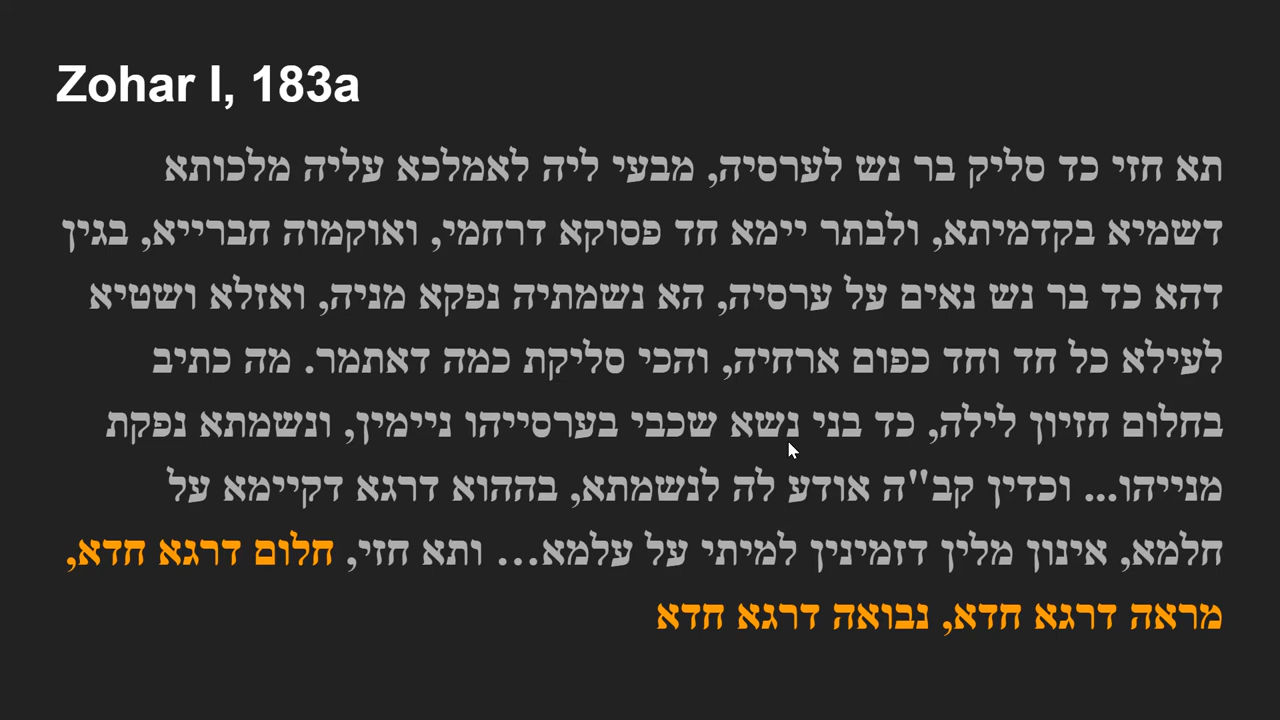 Zohar I, 183a
תא חזי כד סליק בר נש לערסיה, מבעי ליה לאמלכא עליה מלכותא
דשמיא בקדמיתא, ולבתר יימא חד פסוקא דרחמי, ואוקמוה חברייא, בגין
דהא כד בר נש נאים על ערסיה, הא נשמתיה נפקא מניה, ואזלא ושטיא
לעילא כל חד וחד כפום ארחיה, והכי סליקת כמה דאתמר. מה כתיב
בחלום חזיון לילה, כד בני נשא שכבי בערסייהו ניימין, ונשמתא נפקת
מנייהו... וכדין קב"ה אודע לה לנשמתא, בההוא דרגא דקיימא על
חלמא, אינון מלין דזמינין למיתי על עלמא... ותא חזי, חלום דרגא חדא,
מראה דרגא חדא, נבואה דרגא חדא